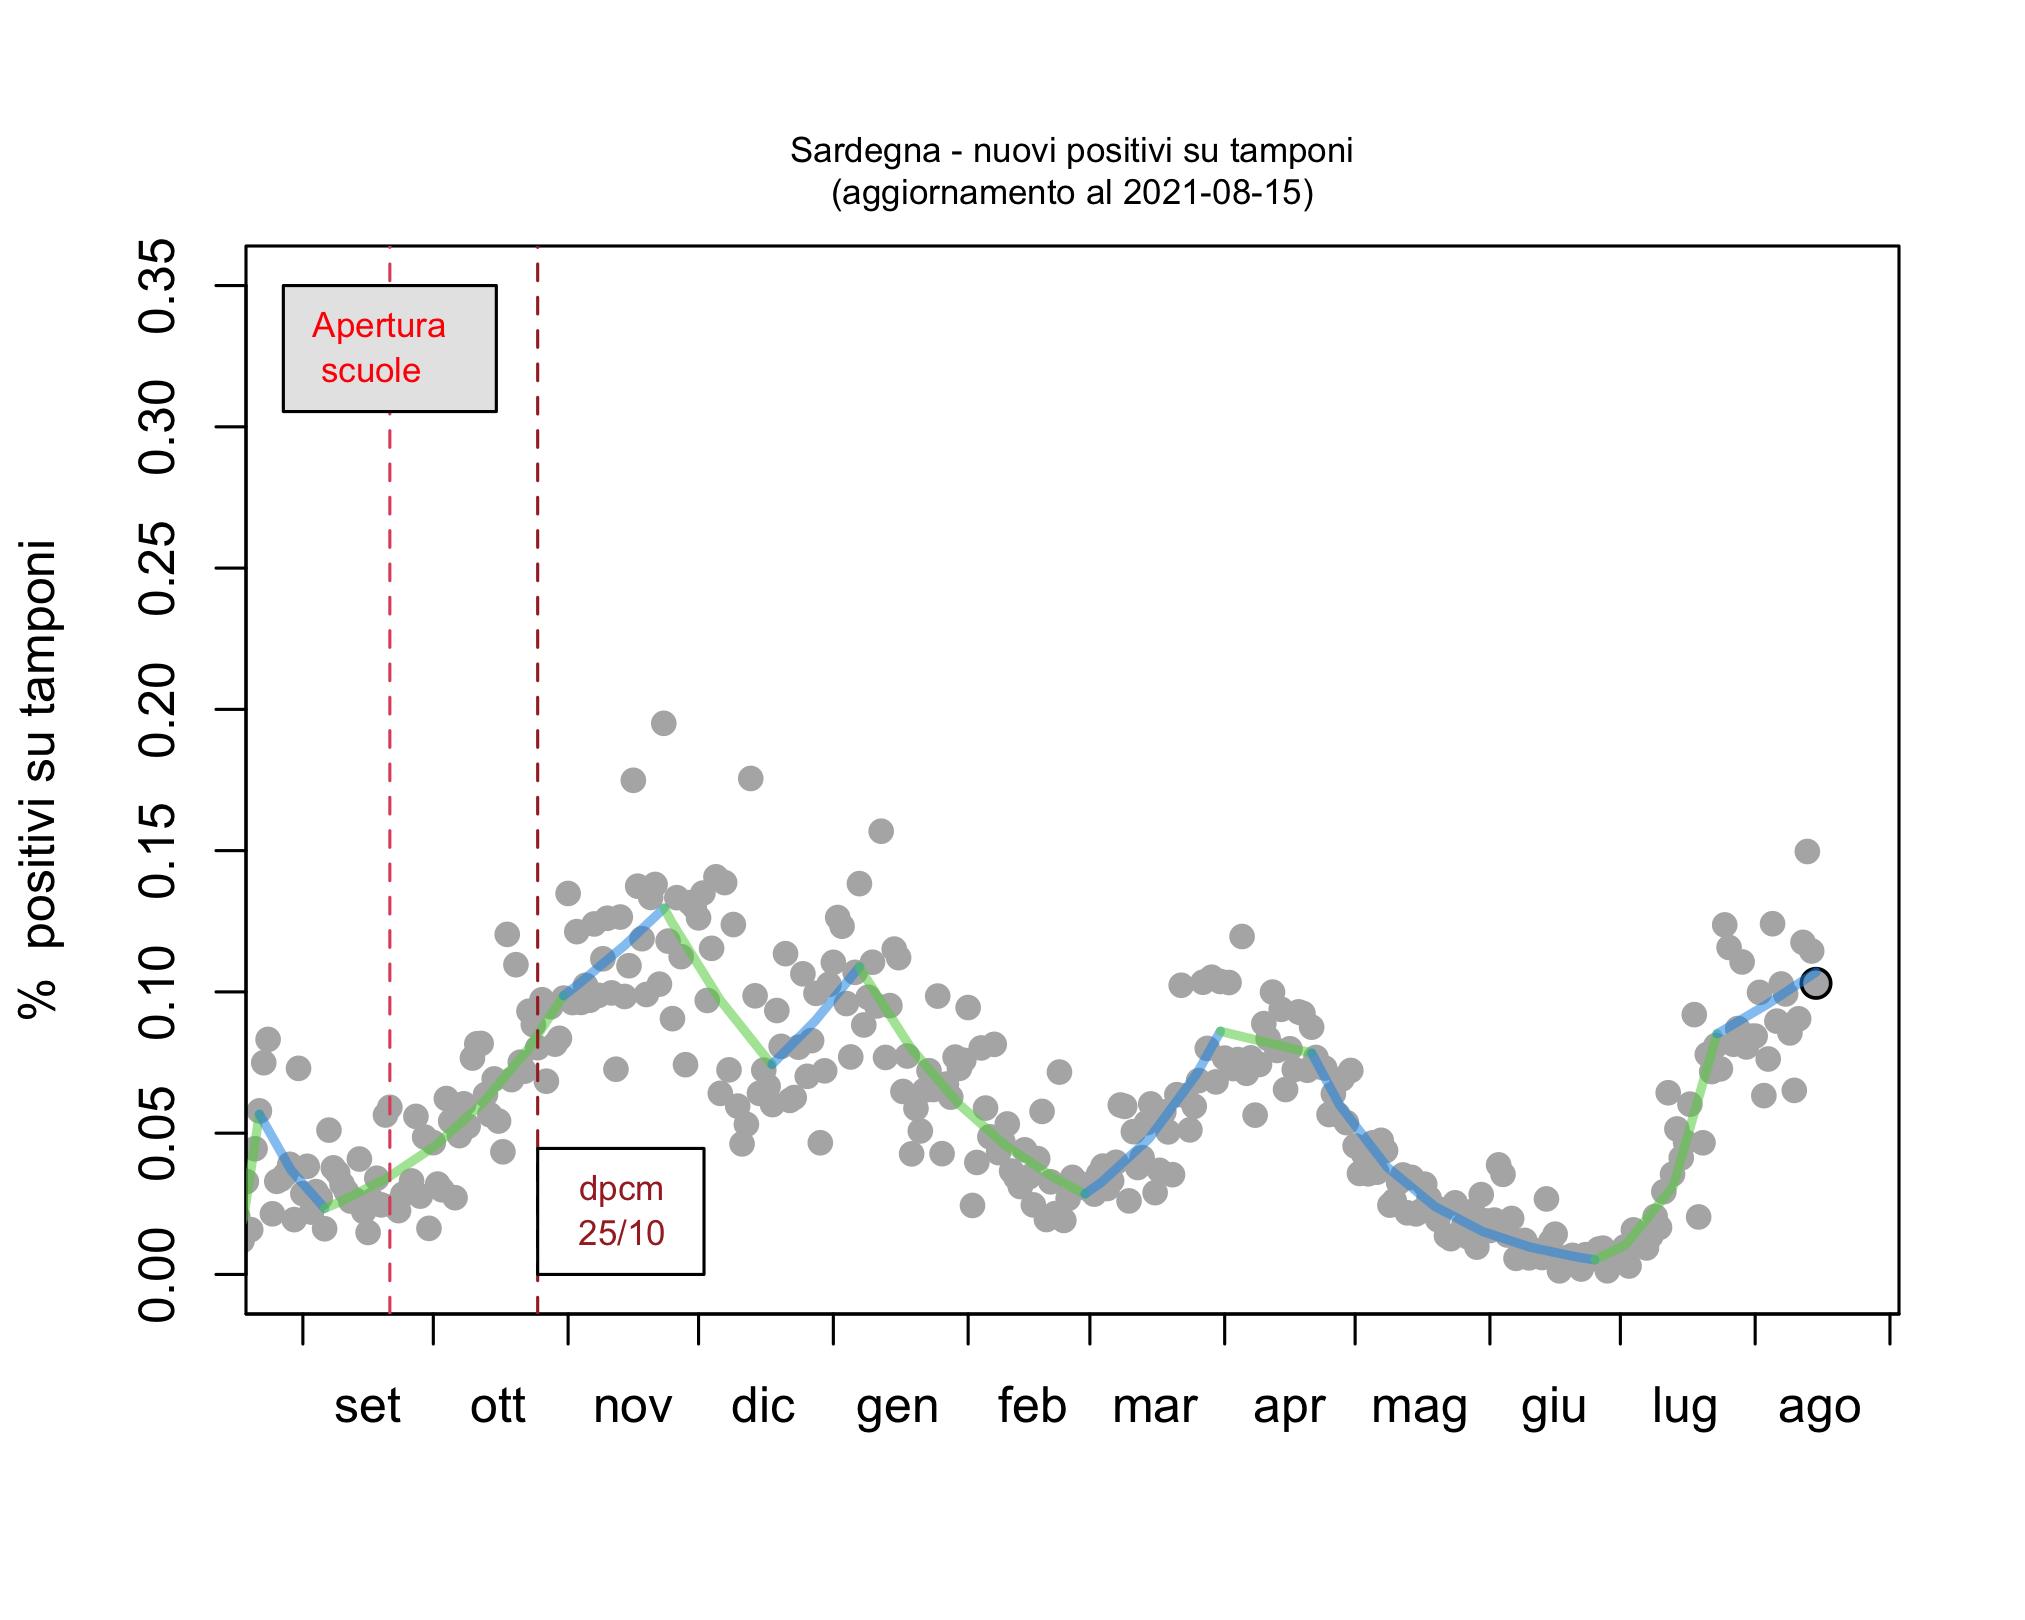 Sardegna - nuovi positivi su tamponi
(aggiornamento al 2021-08-15)
% positivi su tamponi
0.35
0.30
0.25
0.20
0.15
0.10
0.05
0.00
Apertura
scuole
dpcm
25/10
set ott nov dic gen feb mar apr mag giu lug ago